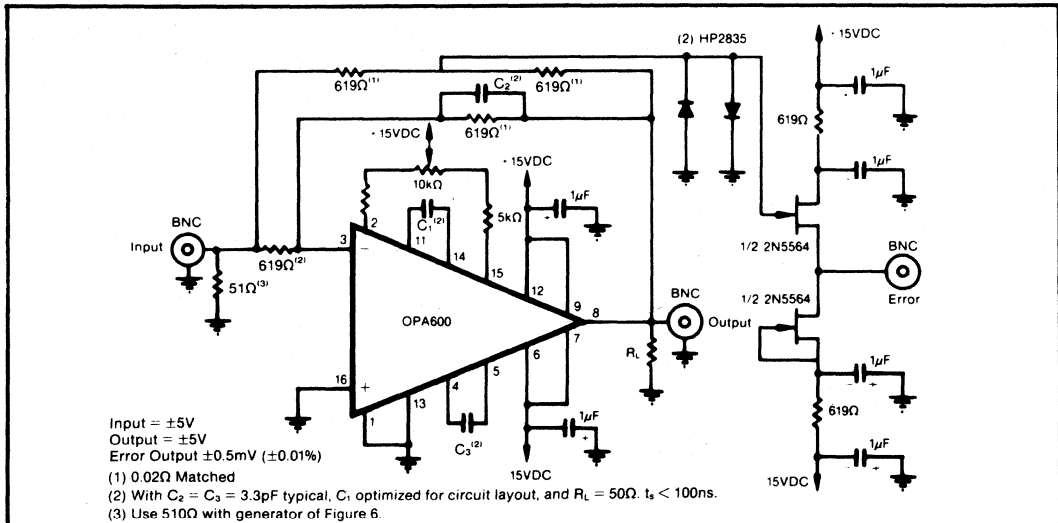 - 15VDC
(2) HP2835
1µF
619Ω(1)
619Ω(1)
C2(2)
619Ω(1)
- 15VDC
10kΩ
- 15VDC
1µF
+
619Ω
1µF
BNC
Input
3
−
2
C1(2)
11
14
5kΩ
15
619Ω(2)
51Ω(3)
12
9
8
BNC
Output
1/2 2N5564
BNC
Error
1/2 2N5564
OPA600
7
6
RL
16
+
5
4
13
1
C3(2)
1µF
+
15VDC
1µF
− +
619Ω
1µF
− +
15VDC
Input = ±5V
Output = ±5V
Error Output ±0.5mV (±0.01%)
(1) 0.02Ω Matched
(2) With C2 = C3 = 3.3pF typical, C1 optimized for circuit layout, and RL = 50Ω. ts < 100ns.
(3) Use 510Ω with generator of Figure 6.